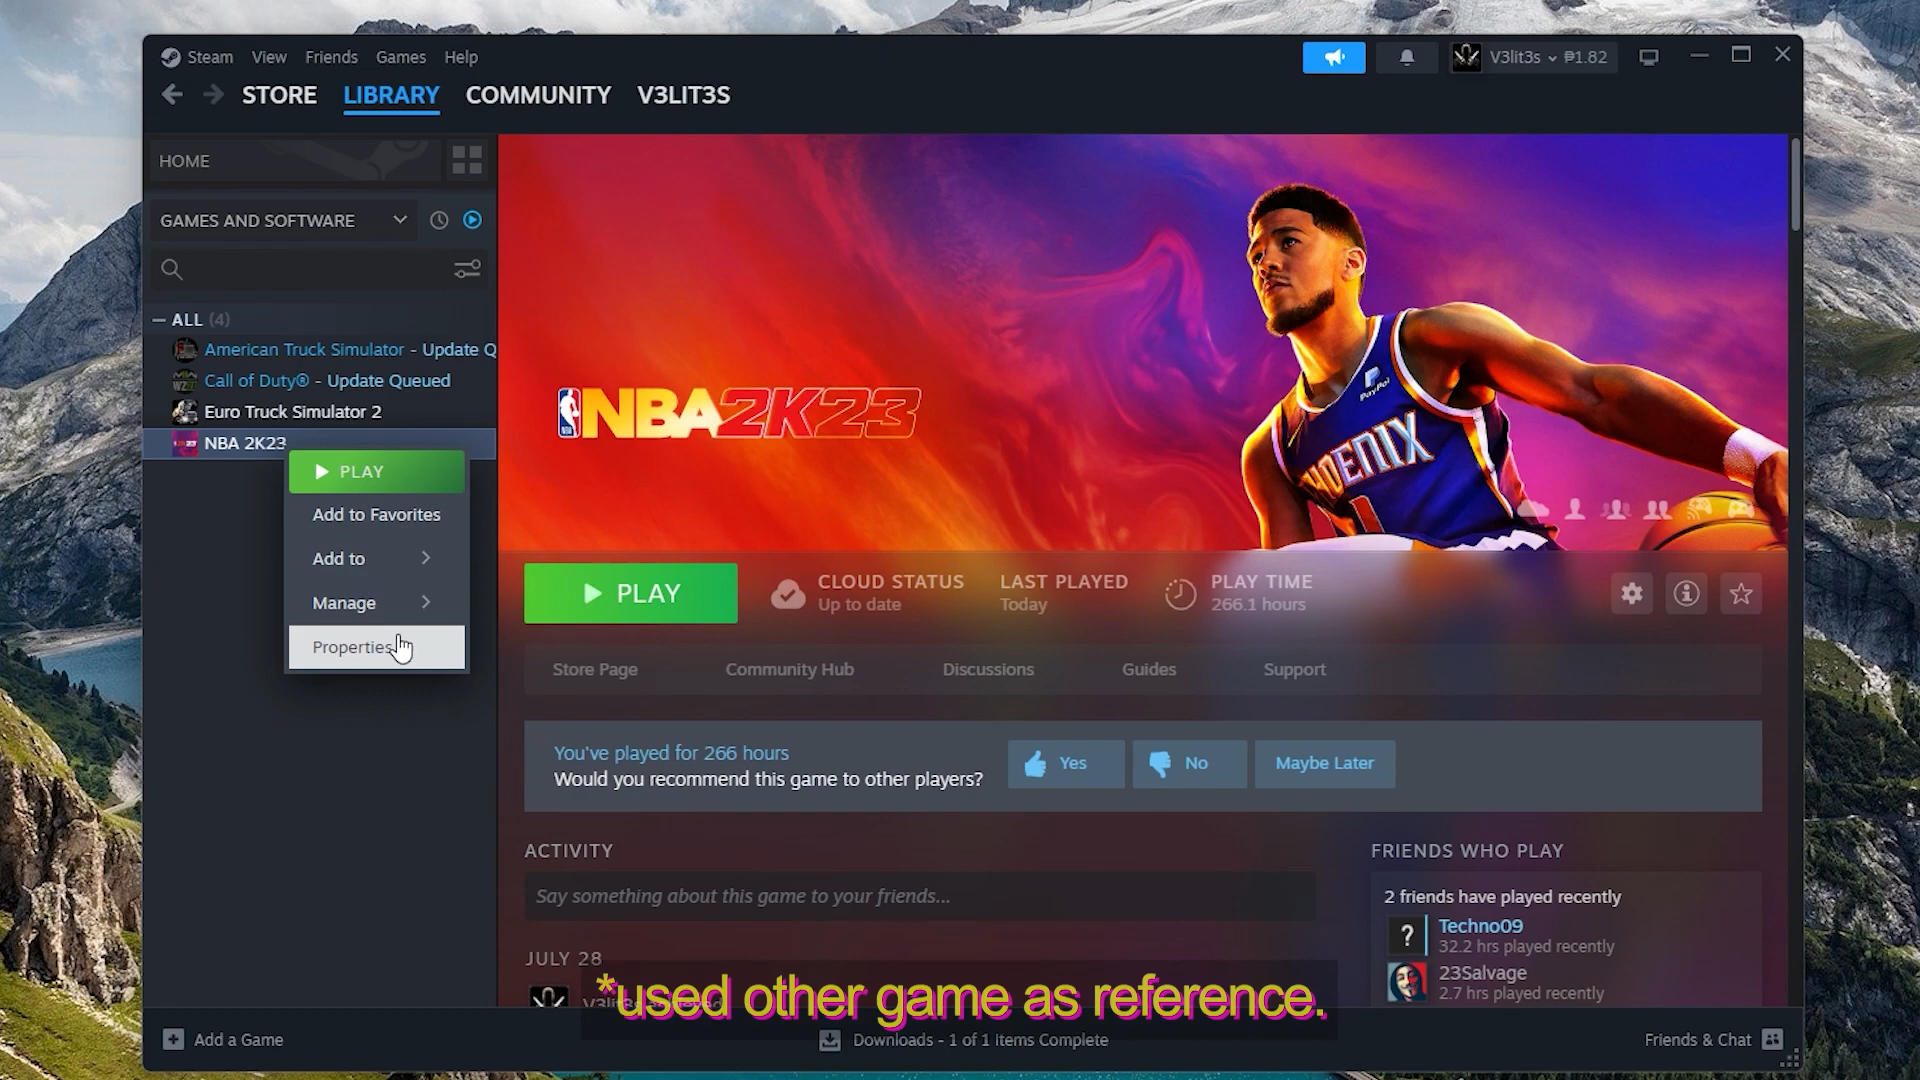 Steam View Friends Games Help
V3lit3s ₱1.82
STORE LIBRARY COMMUNITY V3LIT3S
HOME
GAMES AND SOFTWARE
ALL (4)
American Truck Simulator - Update Q
Call of Duty® - Update Queued
Euro Truck Simulator 2
NBA 2K23
PLAY
Add to Favorites
Add to
Manage
Properties
NBA 2K23
PayPal
PHOENIX
PLAY
CLOUD STATUS
Up to date
LAST PLAYED
Today
PLAY TIME
266.1 hours
Store Page Community Hub Discussions Guides Support
You've played for 266 hours
Would you recommend this game to other players?
Yes No Maybe Later
ACTIVITY
Say something about this game to your friends...
JULY 28
FRIENDS WHO PLAY
2 friends have played recently
Techno09
32.2 hrs played recently
23Salvage
2.7 hrs played recently
*used other game as reference.
Add a Game
Downloads - 1 of 1 Items Complete
Friends & Chat